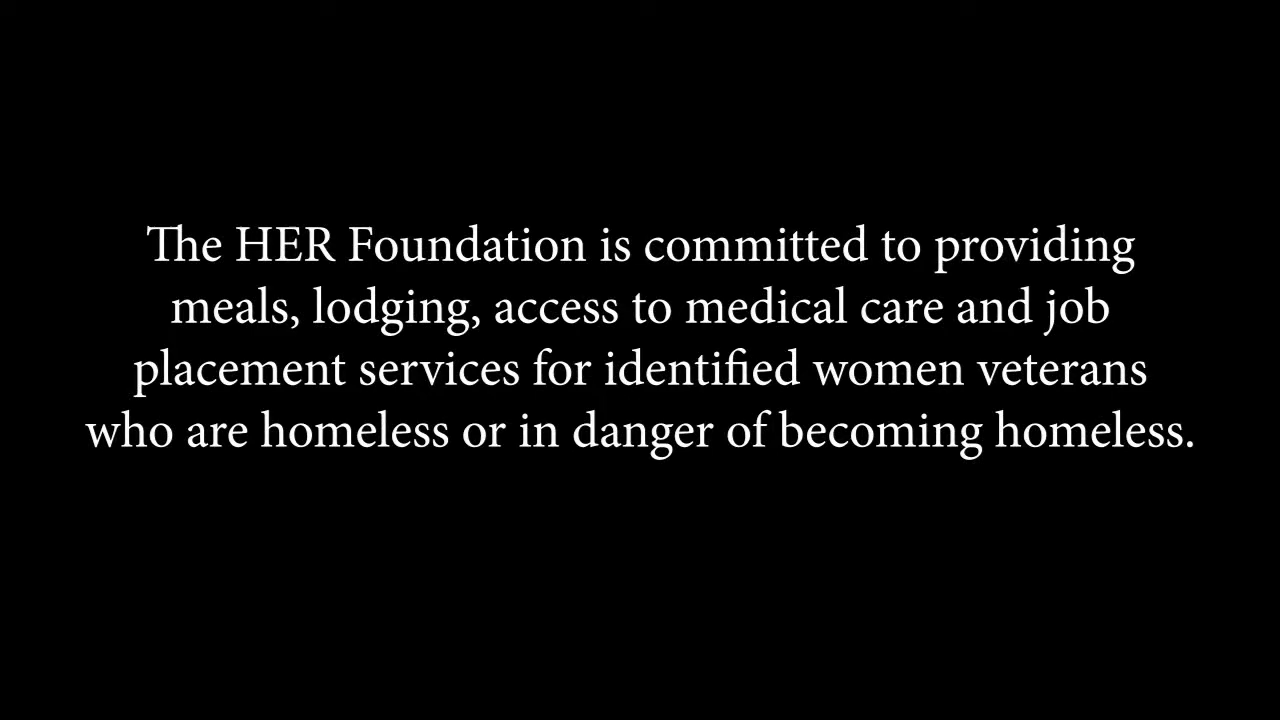 The HER Foundation is committed to providing
meals, lodging, access to medical care and job
placement services for identified women veterans
who are homeless or in danger of becoming homeless.